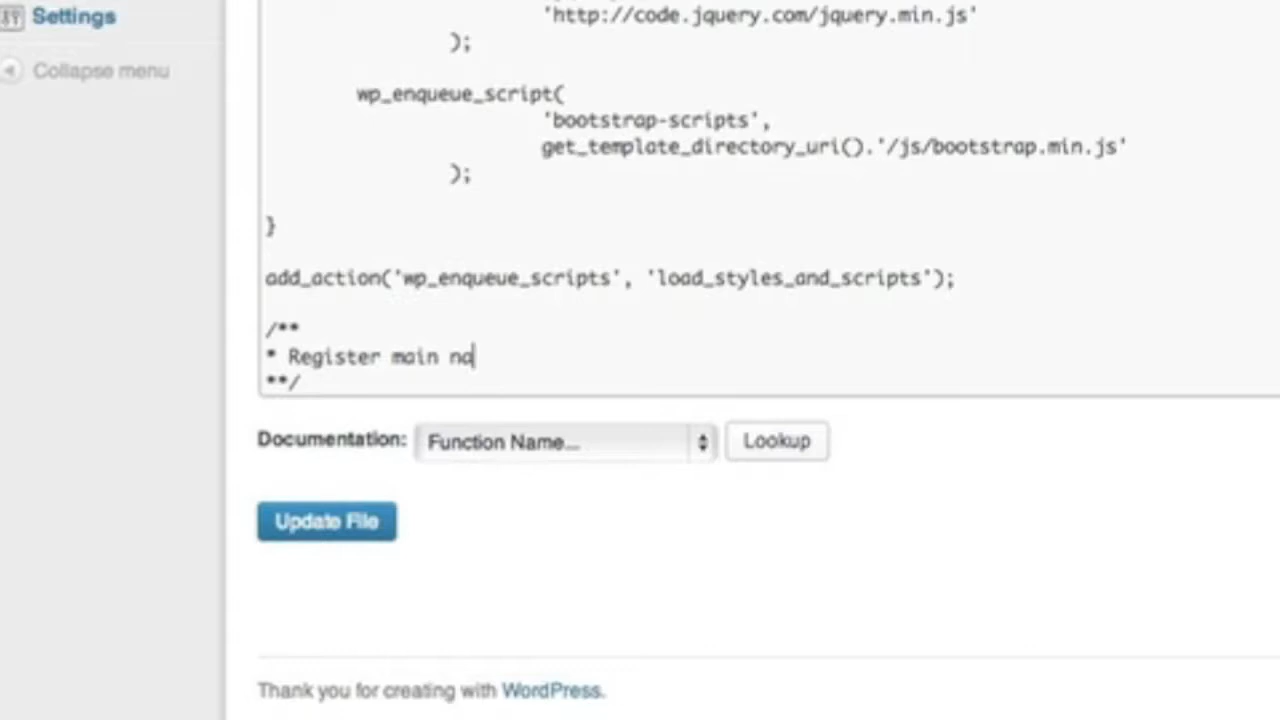 Settings
Collapse menu
'http://code.jquery.com/jquery.min.js'
);
wp_enqueue_script(
'bootstrap-scripts',
get_template_directory_uri().'/js/bootstrap.min.js'
);
}
add_action('wp_enqueue_scripts', 'load_styles_and_scripts');
/**
* Register main na
**/
Documentation: Function Name... Lookup
Update File
Thank you for creating with WordPress.